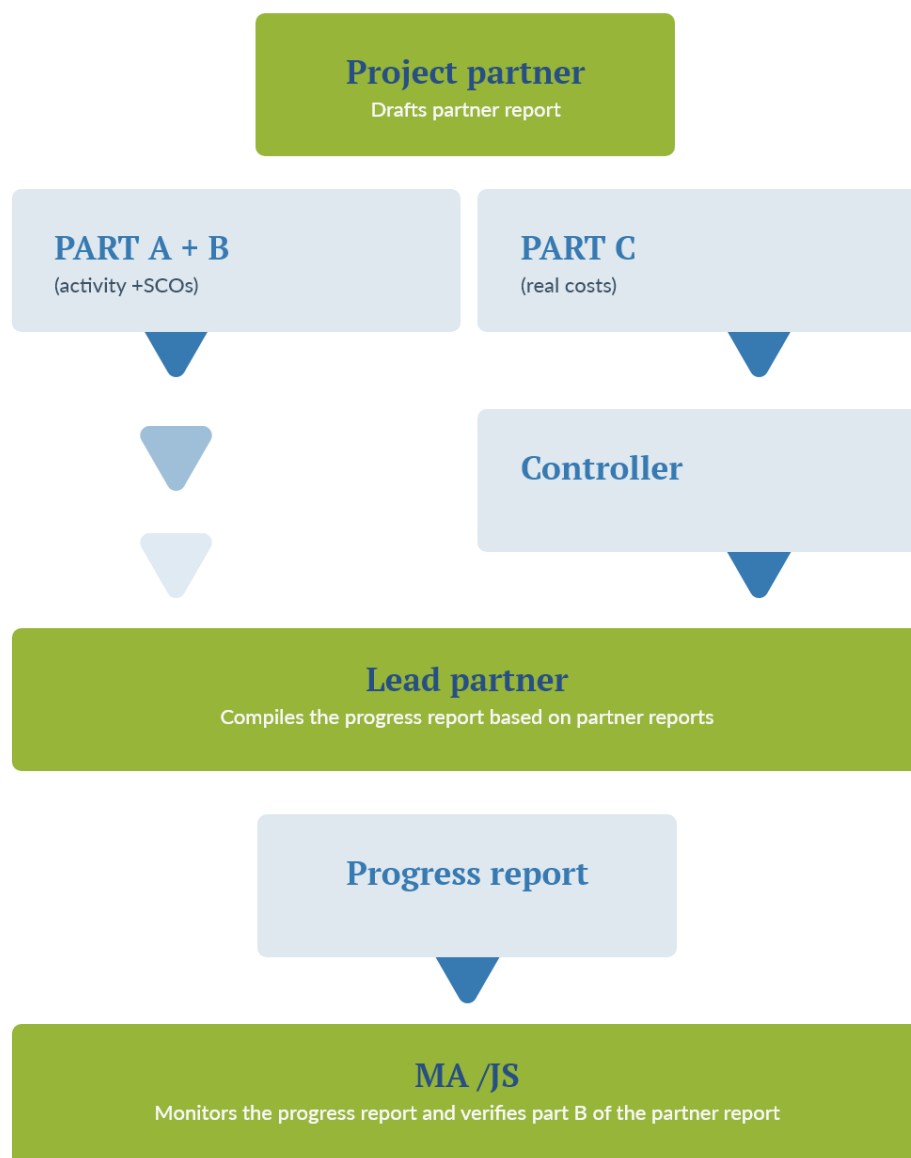 Project partner
Drafts partner report
PART A + B
(activity +SCOs)
PART C
(real costs)
Controller
Lead partner
Compiles the progress report based on partner reports
Progress report
MA /JS
Monitors the progress report and verifies part B of the partner report